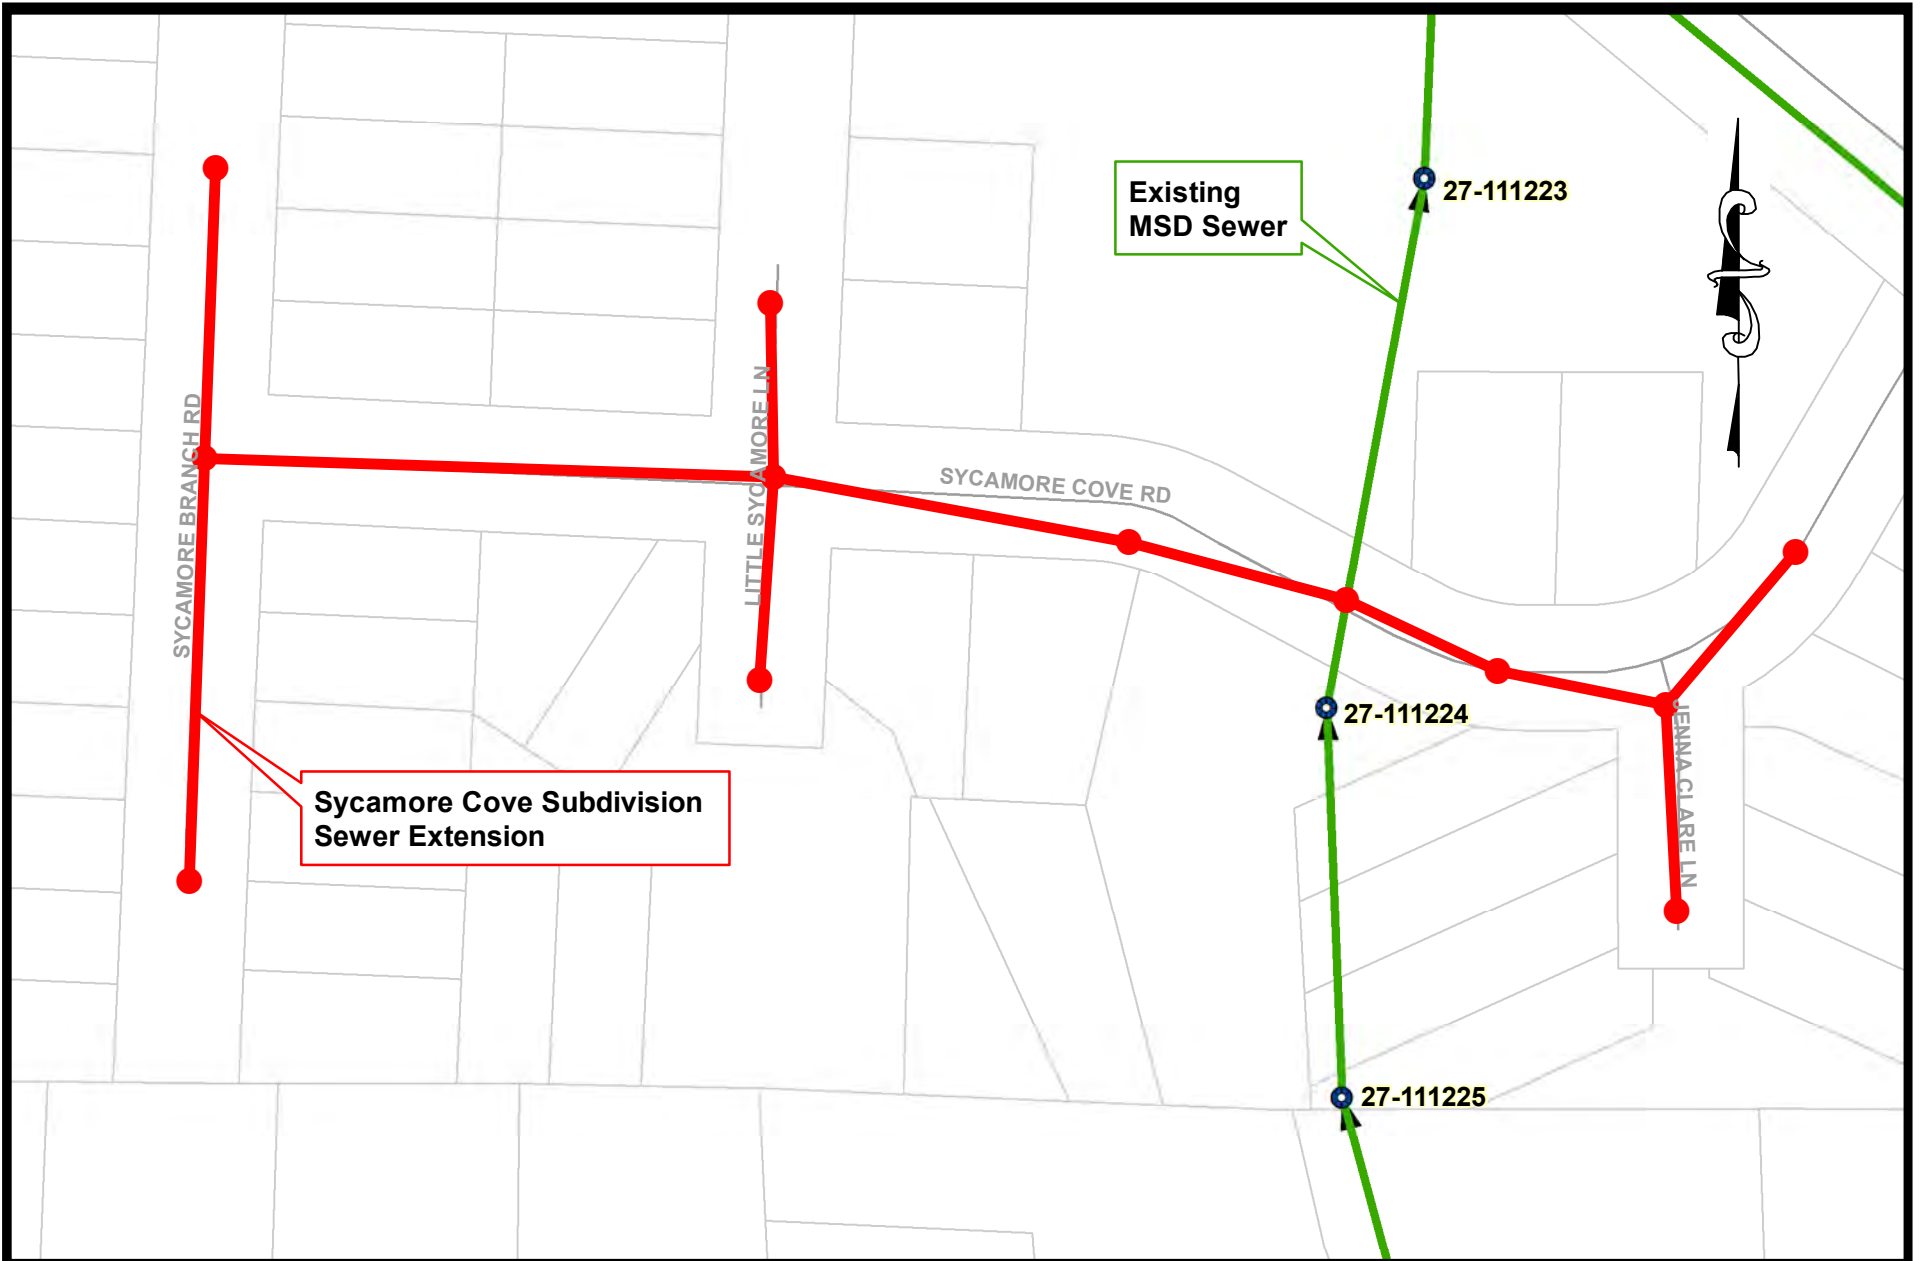 Existing
MSD Sewer
27-111223
SYCAMORE BRANCH RD
LITTLE SYCAMORE LN
SYCAMORE COVE RD
27-111224
JENNA CLARE LN
Sycamore Cove Subdivision
Sewer Extension
27-111225